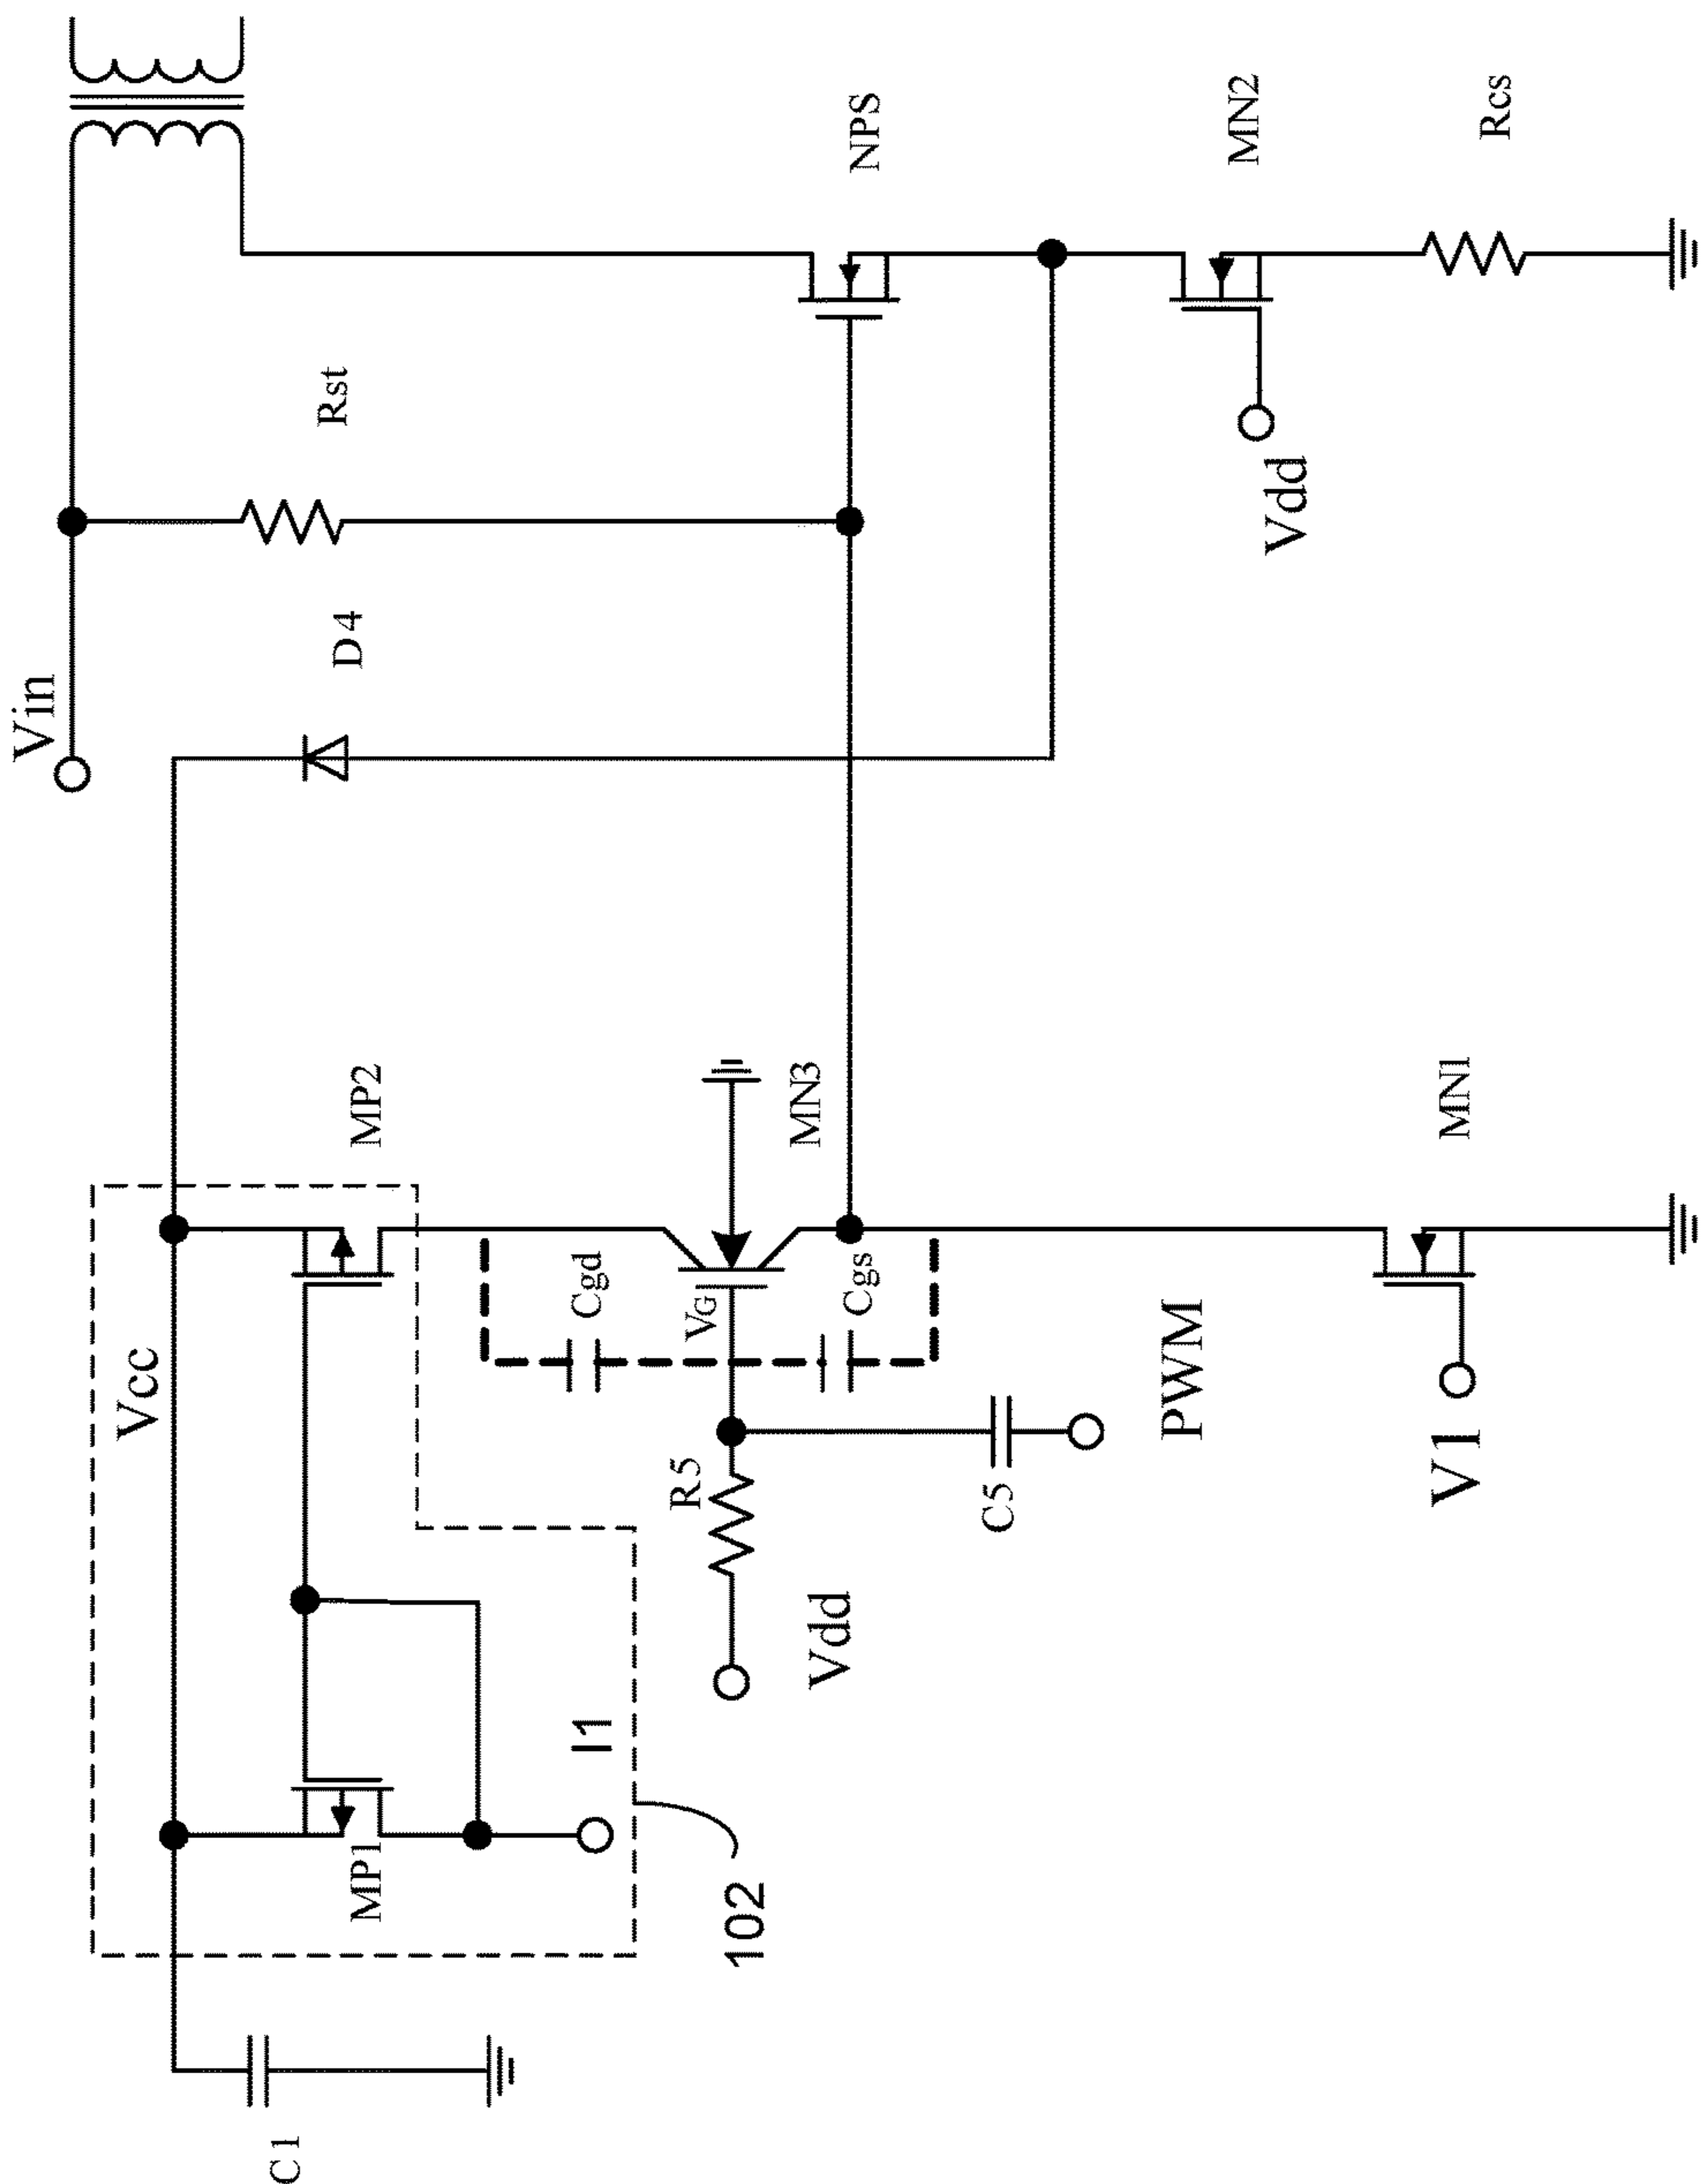 Vin
Vcc
C1
MP1
MP2
D4
Rst
NPS
I1
102
Cgd
VG
R5
Vdd
MN3
Cgs
C5
PWM
Vdd
MN2
V1
MN1
Rcs